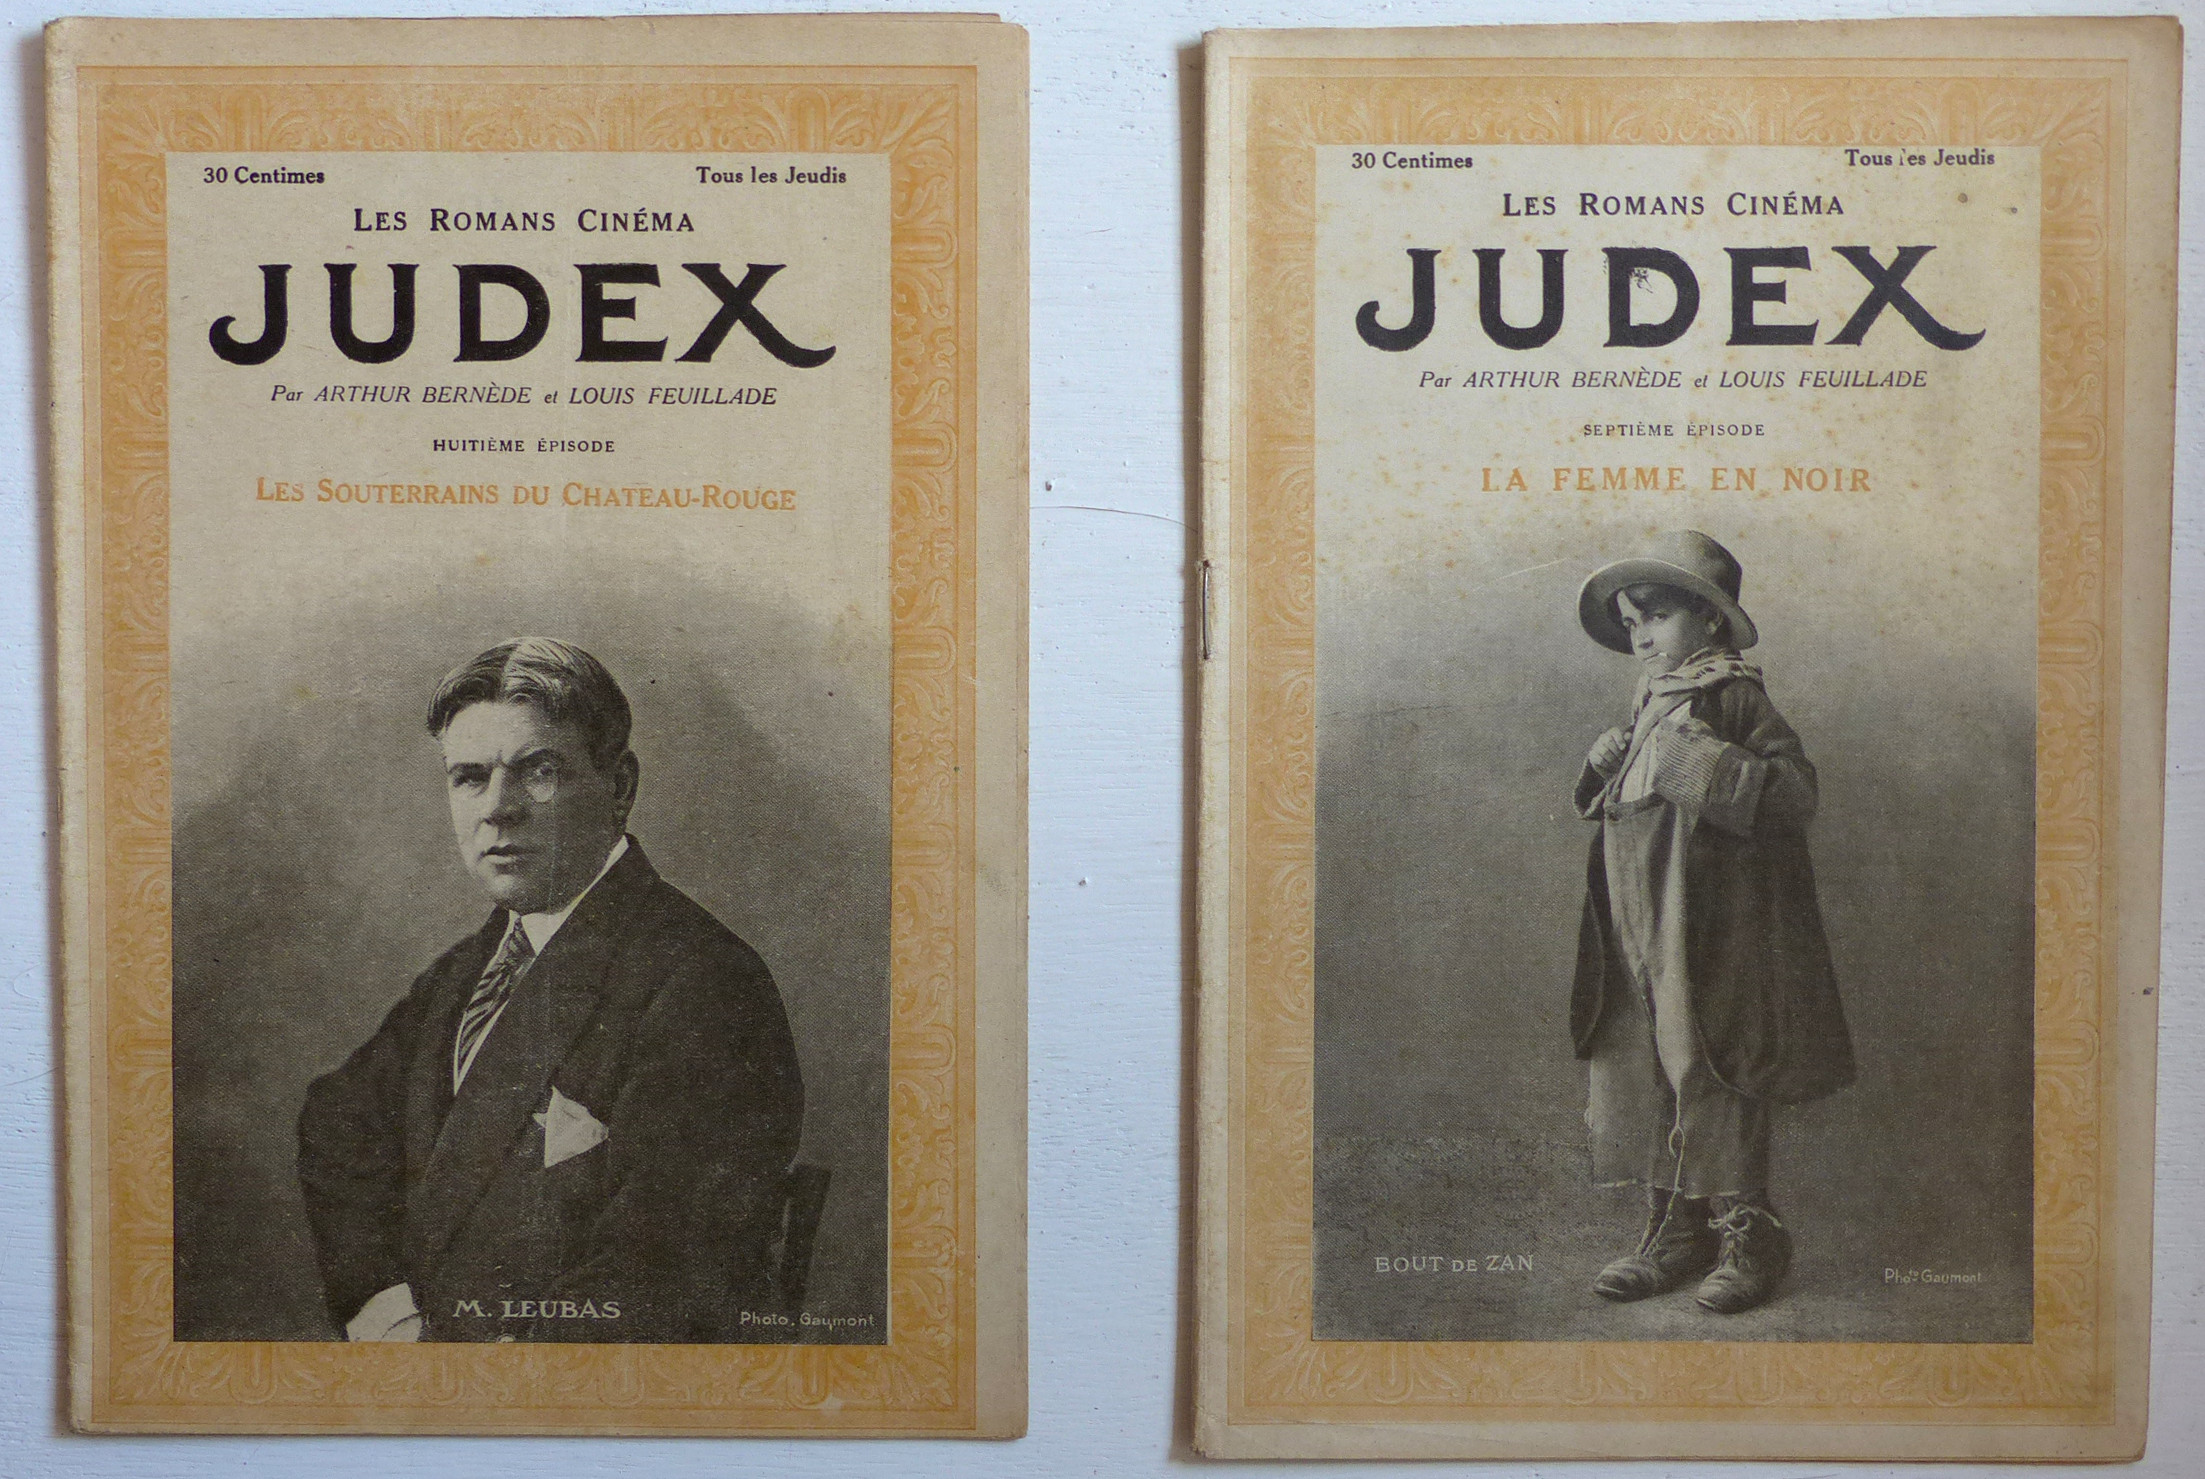 30 Centimes Tous les Jeudis
LES ROMANS CINÉMA
JUDEX
Par ARTHUR BERNÈDE et LOUIS FEUILLADE
HUITIÈME ÉPISODE
LES SOUTERRAINS DU CHATEAU-ROUGE
M. LEUBAS
Photo. Gaumont
30 Centimes Tous les Jeudis
LES ROMANS CINÉMA
JUDEX
Par ARTHUR BERNÈDE et LOUIS FEUILLADE
SEPTIÈME ÉPISODE
LA FEMME EN NOIR
BOUT DE ZAN
Photo Gaumont